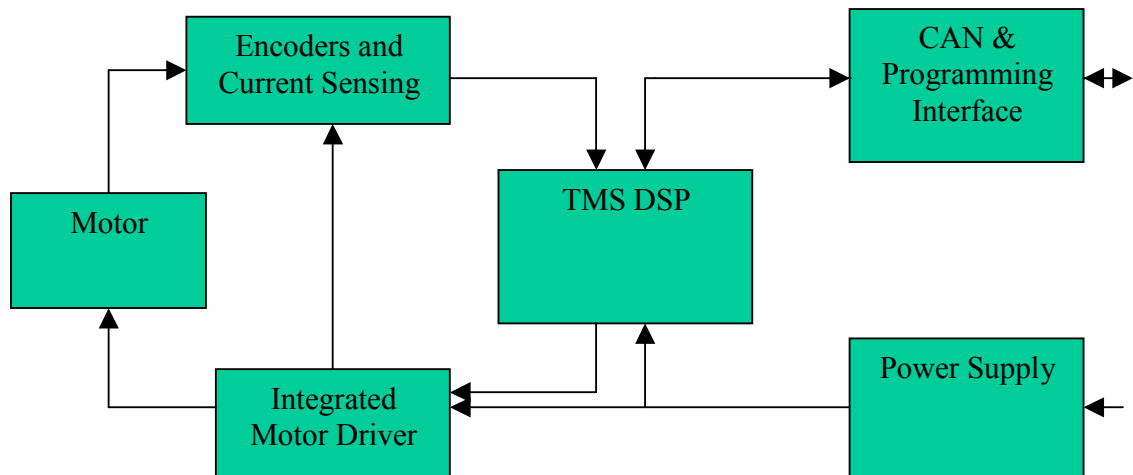 Encoders and
Current Sensing
CAN &
Programming
Interface
Motor
TMS DSP
Integrated
Motor Driver
Power Supply